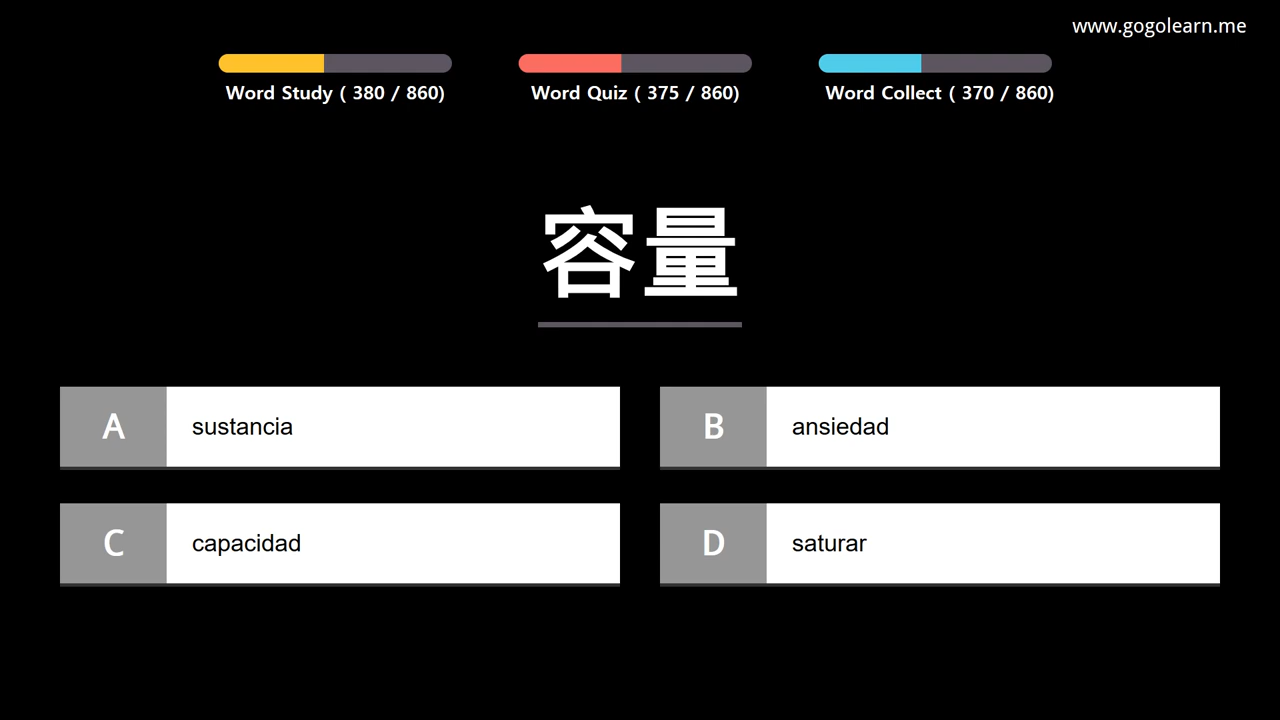 www.gogolearn.me
Word Study ( 380 / 860)
Word Quiz ( 375 / 860)
Word Collect ( 370 / 860)
容量
A sustancia
B ansiedad
C capacidad
D saturar